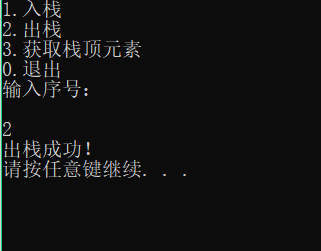 1.入栈
2.出栈
3.获取栈顶元素
0.退出
输入序号:
2
出栈成功!
请按任意键继续. . .